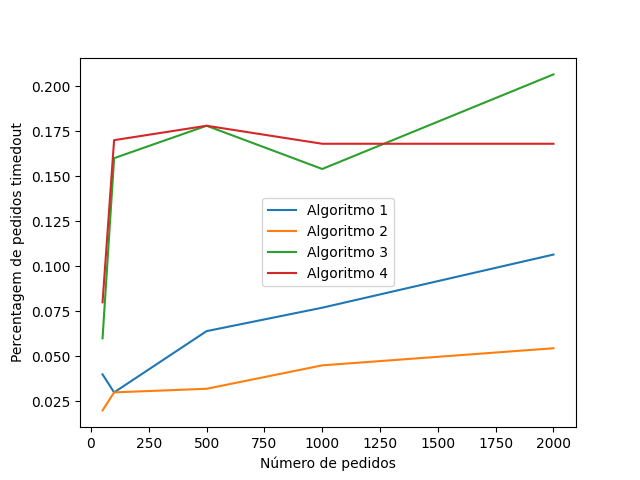 0.200
0.175
0.150
0.125
0.100
0.075
0.050
0.025
Percentagem de pedidos timedout
Algoritmo 1
Algoritmo 2
Algoritmo 3
Algoritmo 4
0 250 500 750 1000 1250 1500 1750 2000
Número de pedidos